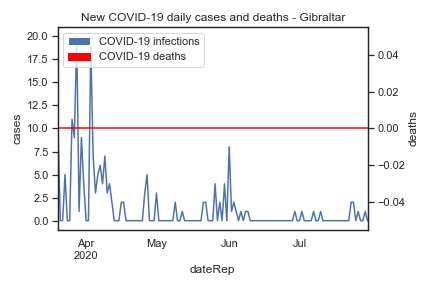 New COVID-19 daily cases and deaths - Gibraltar
COVID-19 infections
COVID-19 deaths
20.0
17.5
15.0
12.5
10.0
7.5
5.0
2.5
0.0
cases
0.04
0.02
0.00
−0.02
−0.04
deaths
Apr
2020
May
Jun
Jul
dateRep